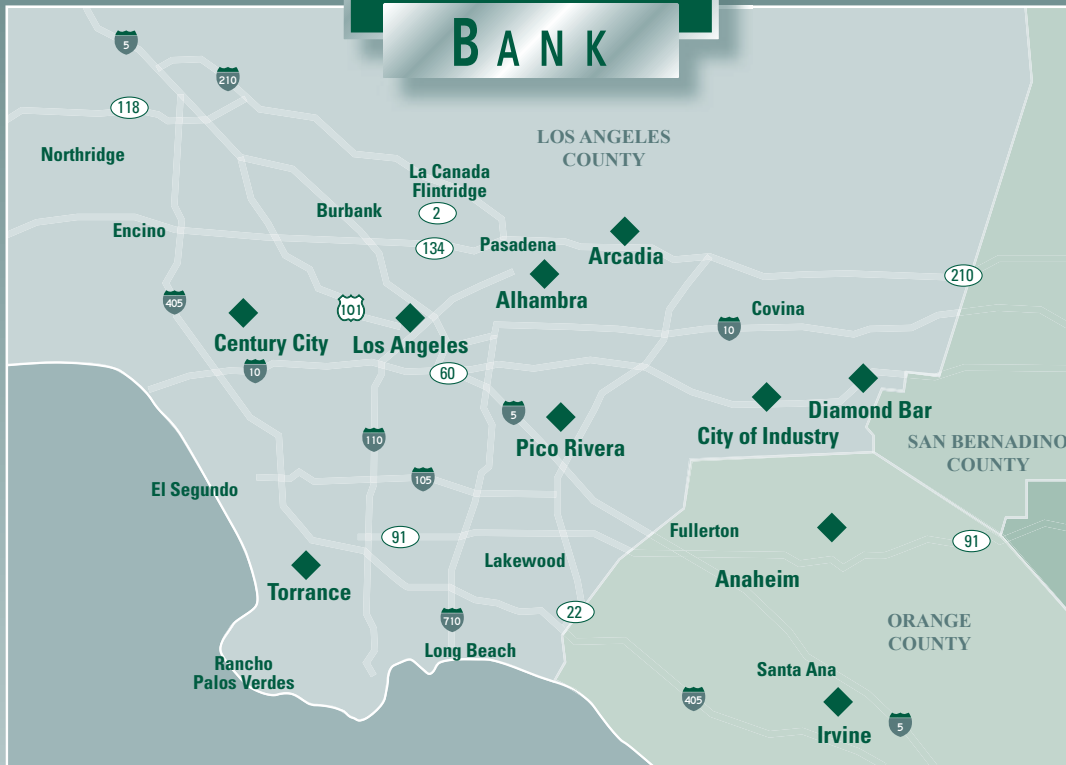 BANK
5
210
118
LOS ANGELES
COUNTY
Northridge
La Canada
Flintridge
Burbank
2
Encino
134
Pasadena
Arcadia
210
Alhambra
405
101
Covina
10
Century City
Los Angeles
10
60
5
Diamond Bar
Pico Rivera
City of Industry
110
SAN BERNADINO
COUNTY
105
El Segundo
91
Fullerton
91
Lakewood
Anaheim
Torrance
22
710
ORANGE
COUNTY
Long Beach
Rancho
Palos Verdes
Santa Ana
405
5
Irvine